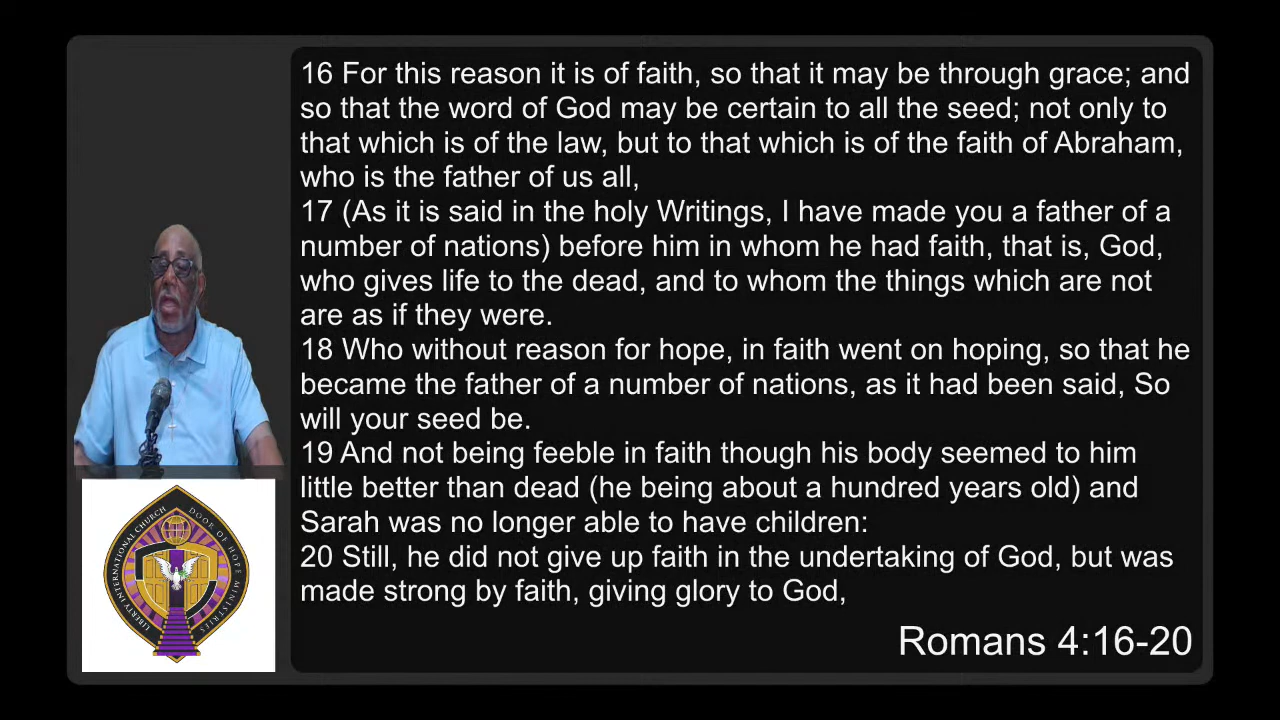 16 For this reason it is of faith, so that it may be through grace; and
so that the word of God may be certain to all the seed; not only to
that which is of the law, but to that which is of the faith of Abraham,
who is the father of us all,
17 (As it is said in the holy Writings, I have made you a father of a
number of nations) before him in whom he had faith, that is, God,
who gives life to the dead, and to whom the things which are not
are as if they were.
18 Who without reason for hope, in faith went on hoping, so that he
became the father of a number of nations, as it had been said, So
will your seed be.
19 And not being feeble in faith though his body seemed to him
little better than dead (he being about a hundred years old) and
Sarah was no longer able to have children:
20 Still, he did not give up faith in the undertaking of God, but was
made strong by faith, giving glory to God,
Romans 4:16-20
LIBERTY INTERNATIONAL CHURCH
DOOR OF HOPE MINISTRIES